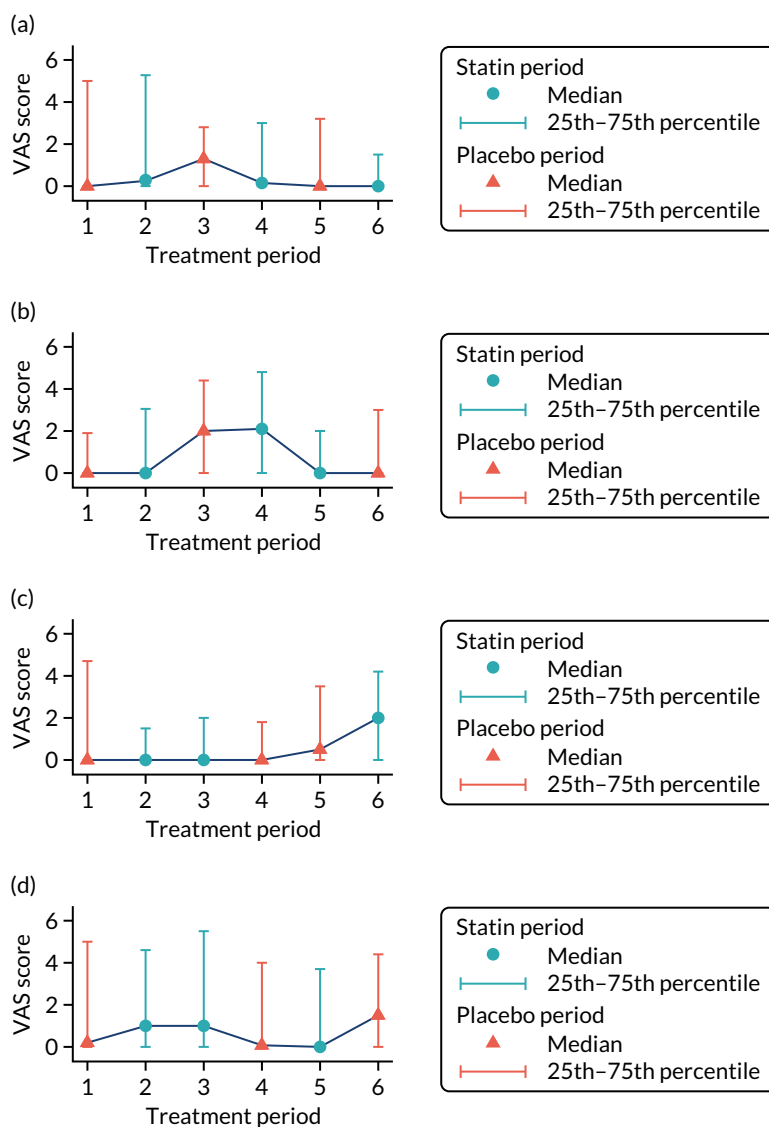 (a)
6
4
2
0
VAS score
1 2 3 4 5 6
Treatment period
Statin period
Median
25th–75th percentile
Placebo period
Median
25th–75th percentile
(b)
6
4
2
0
VAS score
1 2 3 4 5 6
Treatment period
Statin period
Median
25th–75th percentile
Placebo period
Median
25th–75th percentile
(c)
6
4
2
0
VAS score
1 2 3 4 5 6
Treatment period
Statin period
Median
25th–75th percentile
Placebo period
Median
25th–75th percentile
(d)
6
4
2
0
VAS score
1 2 3 4 5 6
Treatment period
Statin period
Median
25th–75th percentile
Placebo period
Median
25th–75th percentile